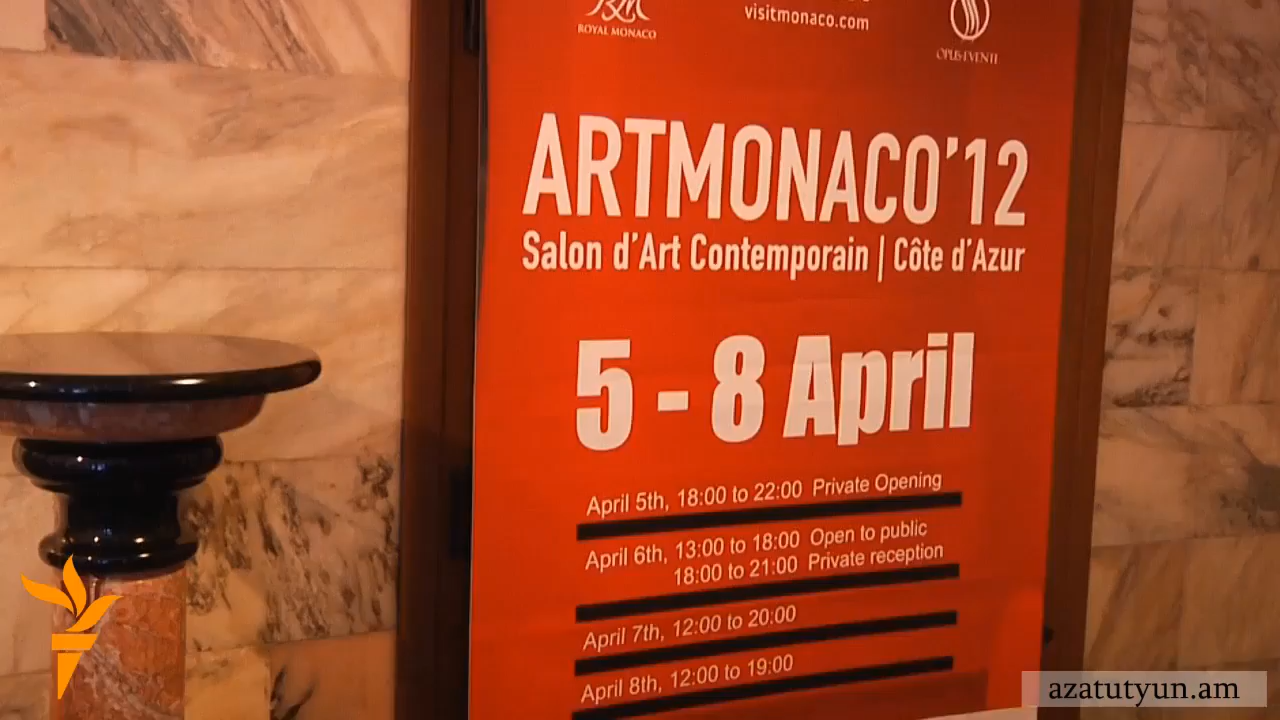 ROYAL MONACO
visitmonaco.com
OPUS EVENTI
ARTMONACO'12
Salon d'Art Contemporain | Côte d'Azur
5 - 8 April
April 5th, 18:00 to 22:00 Private Opening
April 6th, 13:00 to 18:00 Open to public
18:00 to 21:00 Private reception
April 7th, 12:00 to 20:00
April 8th, 12:00 to 19:00
azatutyun.am